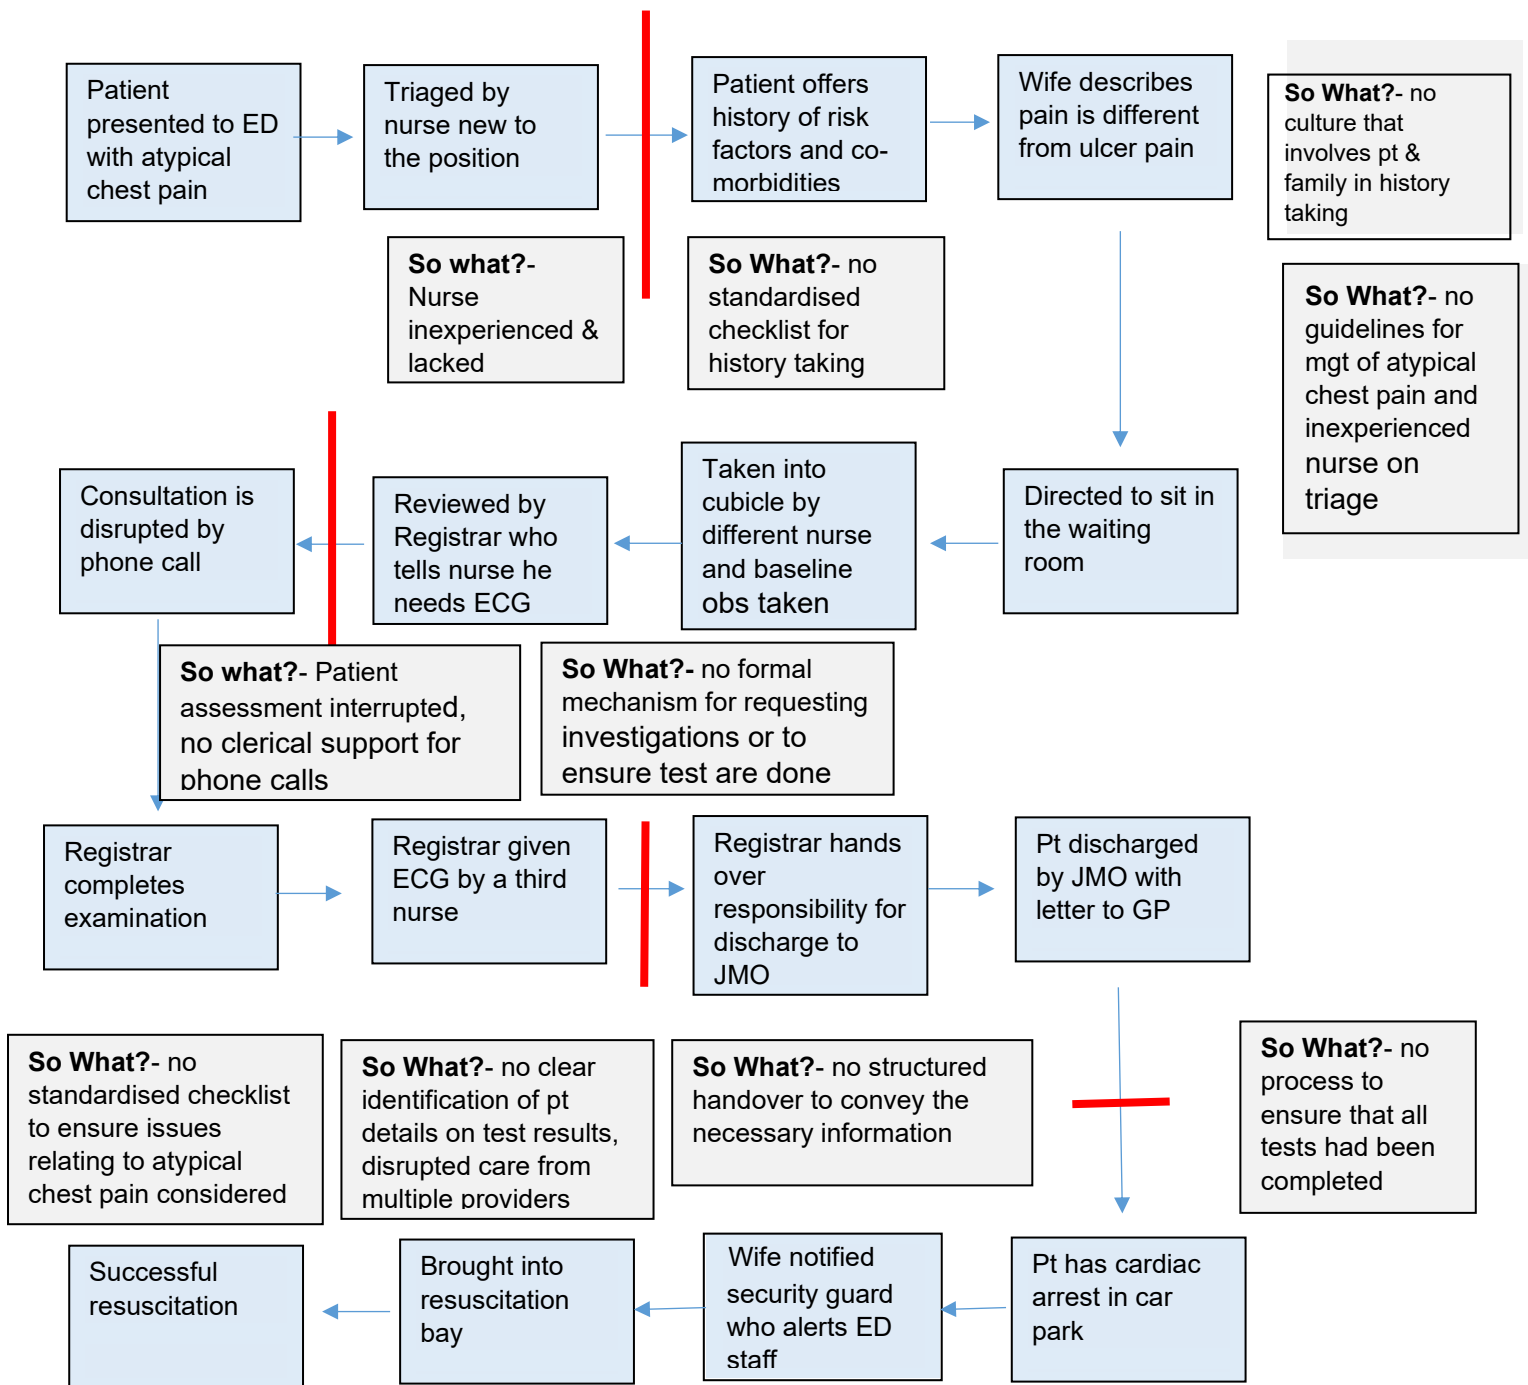 Patient
presented to ED
with atypical
chest pain
Triaged by
nurse new to
the position
Patient offers
history of risk
factors and co-
morbidities
Wife describes
pain is different
from ulcer pain
So What?- no
culture that
involves pt &
family in history
taking
So what?-
Nurse
inexperienced &
lacked
So What?- no
standardised
checklist for
history taking
So What?- no
guidelines for
mgt of atypical
chest pain and
inexperienced
nurse on
triage
Consultation is
disrupted by
phone call
Reviewed by
Registrar who
tells nurse he
needs ECG
Taken into
cubicle by
different nurse
and baseline
obs taken
Directed to sit in
the waiting
room
So what?- Patient
assessment interrupted,
no clerical support for
phone calls
So What?- no formal
mechanism for requesting
investigations or to
ensure test are done
Registrar
completes
examination
Registrar given
ECG by a third
nurse
Registrar hands
over
responsibility for
discharge to
JMO
Pt discharged
by JMO with
letter to GP
So What?- no
standardised checklist
to ensure issues
relating to atypical
chest pain considered
So What?- no clear
identification of pt
details on test results,
disrupted care from
multiple providers
So What?- no structured
handover to convey the
necessary information
So What?- no
process to
ensure that all
tests had been
completed
Successful
resuscitation
Brought into
resuscitation
bay
Wife notified
security guard
who alerts ED
staff
Pt has cardiac
arrest in car
park